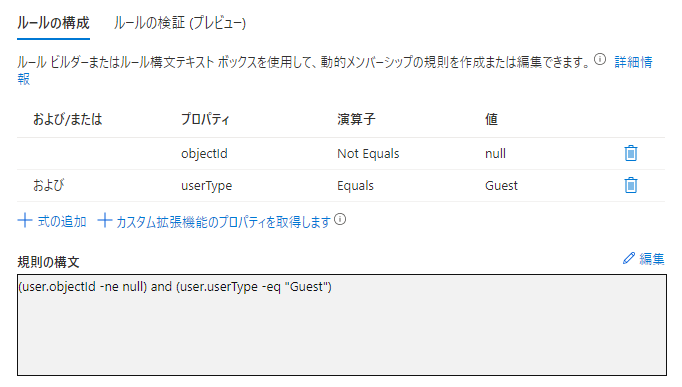 ルールの構成 ルールの検証 (プレビュー)
ルール ビルダーまたはルール構文テキスト ボックスを使用して、動的メンバーシップの規則を作成または編集できます。 詳細情
報
および/または プロパティ 演算子 値
objectId Not Equals null
および userType Equals Guest
式の追加 カスタム拡張機能のプロパティを取得します
規則の構文 編集
(user.objectId -ne null) and (user.userType -eq "Guest")